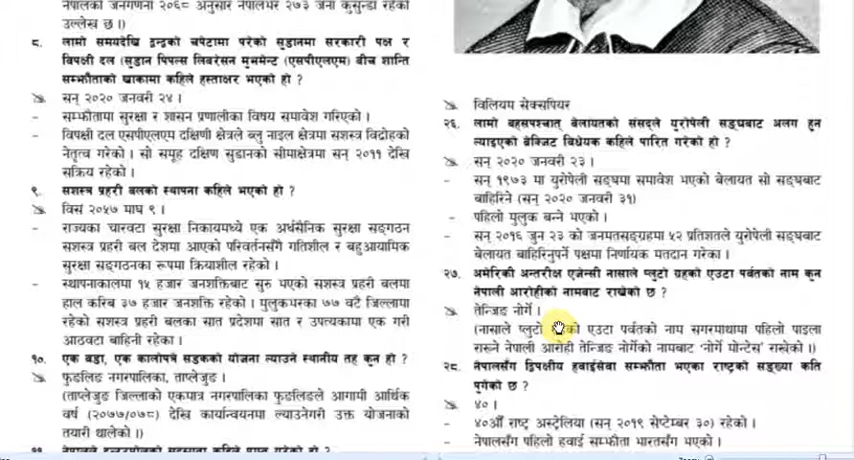 नेपालको जनगणना २०६८ अनुसार नेपालभर २७३ जना कुसुन्डा रहेको
उल्लेख छ ।)
८. लामो समयदेखि द्वन्द्वको चपेटामा परेको सुडानमा सरकारी पक्ष र
विपक्षी दल (सुडान पिपल्स लिबरेसन मुभमेन्ट (एसपीएलएम) बीच शान्ति
सम्झौताको खाकामा कहिले हस्ताक्षर भएको हो ?
सन् २०२० जनवरी २४ ।
- सम्झौतामा सुरक्षा र शासन प्रणालीका विषय समावेश गरिएको ।
- विपक्षी दल एसपीएलएम दक्षिणी क्षेत्रले ब्लु नाइल क्षेत्रमा सशस्त्र विद्रोहको
नेतृत्व गरेको । सो समूह दक्षिण सुडानको सीमाक्षेत्रमा सन् २०११ देखि
सक्रिय रहेको ।
९. सशस्त्र प्रहरी बलको स्थापना कहिले भएको हो ?
विसं २०५७ माघ ९ ।
- राज्यका चारवटा सुरक्षा निकायमध्ये एक अर्धसैनिक सुरक्षा सङ्गठन
सशस्त्र प्रहरी बल देशमा आएको परिवर्तनसँगै गतिशील र बहुआयामिक
सुरक्षा सङ्गठनका रूपमा क्रियाशील रहेको ।
- स्थापनाकालमा १५ हजार जनशक्तिबाट सुरु भएको सशस्त्र प्रहरी बलमा
हाल करिब ३७ हजार जनशक्ति रहेको । मुलुकभरका ७७ वटै जिल्लामा
रहेको सशस्त्र प्रहरी बलका सात प्रदेशमा सात र उपत्यकामा एक गरी
आठवटा बाहिनी रहेका ।
१०. एक वडा, एक कालोपत्रे सडकको योजना ल्याउने स्थानीय तह कुन हो ?
फुङलिङ नगरपालिका, ताप्लेजुङ ।
(ताप्लेजुङ जिल्लाको एकमात्र नगरपालिका फुङलिङले आगामी आर्थिक
वर्ष (२०७७/०७८) देखि कार्यान्वयनमा ल्याउनेगरी उक्त योजनाको
तयारी थालेको ।)
विलियम सेक्सपियर
२६. लामो बहसपश्चात् बेलायतको संसद्ले युरोपेली सङ्घबाट अलग हुन
ल्याइएको ब्रेक्जिट बिधेयक कहिले पारित गरेको हो ?
सन् २०२० जनवरी २३ ।
- सन् १९७३ मा युरोपेली सङ्घमा समावेश भएको बेलायत सो सङ्घबाट
बाहिरिने (सन् २०२० जनवरी ३१)
- पहिलो मुलुक बन्ने भएको ।
- सन् २०१६ जुन २३ को जनमतसङ्ग्रहमा ५२ प्रतिशतले युरोपेली सङ्घबाट
बेलायत बाहिरिनुपर्ने पक्षमा निर्णायक मतदान गरेका ।
२७. अमेरिकी अन्तरीक्ष एजेन्सी नासाले प्लुटो ग्रहको एउटा पर्वतको नाम कुन
नेपाली आरोहीको नामबाट राखेको छ ?
तेन्जिङ नोर्गे ।
(नासाले प्लुटो एउटा पर्वतको नाम सगरमाथामा पहिलो पाइला
राख्ने नेपाली आरोही तेन्जिङ नोर्गेको नामबाट 'नोर्गे मोन्टेस' राखेको ।)
२८. नेपालसँग द्विपक्षीय हवाईसेवा सम्झौता भएका राष्ट्रको सङ्ख्या कति
पुगेको छ ?
४० ।
- ४०औँ राष्ट्र अस्ट्रेलिया (सन् २०१९ सेप्टेम्बर ३०) रहेको ।
- नेपालसँग पहिलो हवाई सम्झौता भारतसँग भएको ।